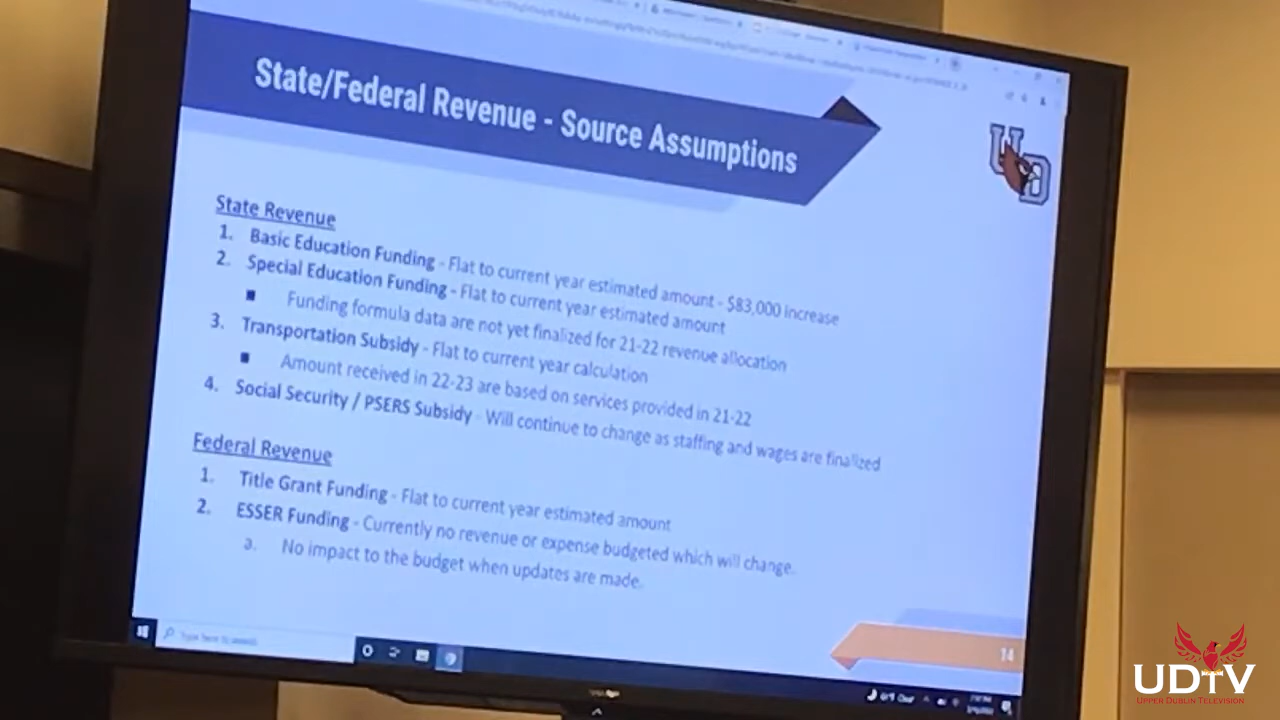 State/Federal Revenue - Source Assumptions
UD
State Revenue
1. Basic Education Funding - Flat to current year estimated amount - $83,000 increase
2. Special Education Funding - Flat to current year estimated amount
■ Funding formula data are not yet finalized for 21-22 revenue allocation
3. Transportation Subsidy - Flat to current year calculation
■ Amount received in 22-23 are based on services provided in 21-22
4. Social Security / PSERS Subsidy - Will continue to change as staffing and wages are finalized
Federal Revenue
1. Title Grant Funding - Flat to current year estimated amount
2. ESSER Funding - Currently no revenue or expense budgeted which will change.
a. No impact to the budget when updates are made.
14
Type here to search
UDTV
UPPER DUBLIN TELEVISION